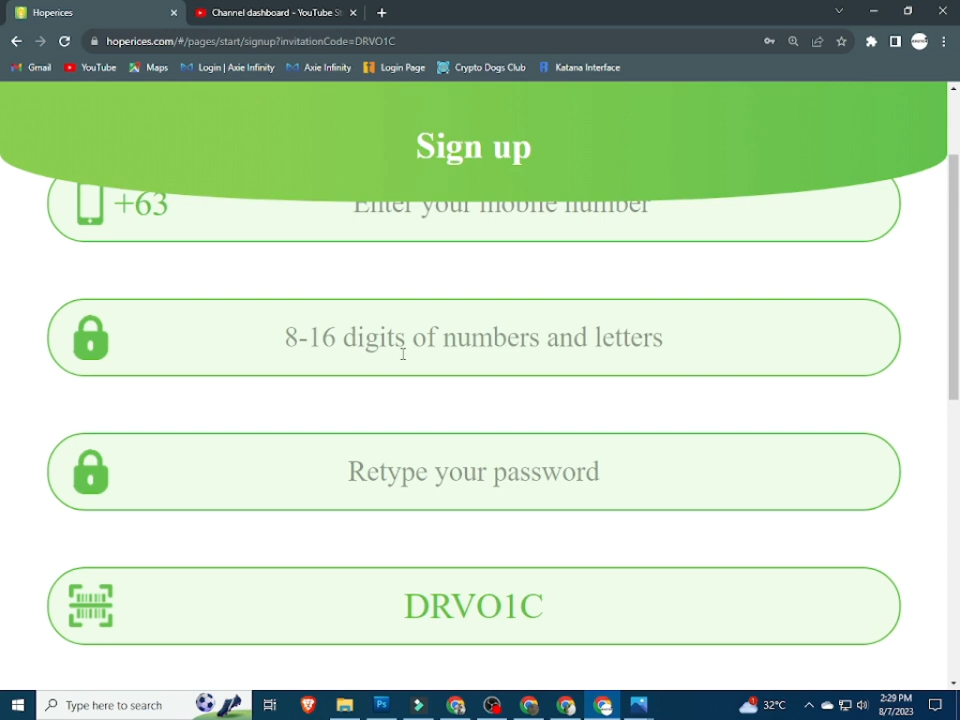 Hoperices
Channel dashboard - YouTube St
hoperices.com/#/pages/start/signup?invitationCode=DRVO1C
Gmail
YouTube
Maps
Login | Axie Infinity
Axie Infinity
Login Page
Crypto Dogs Club
Katana Interface
Sign up
+63
Enter your mobile number
8-16 digits of numbers and letters
Retype your password
DRVO1C
Type here to search
32°C
2:29 PM
8/7/2023